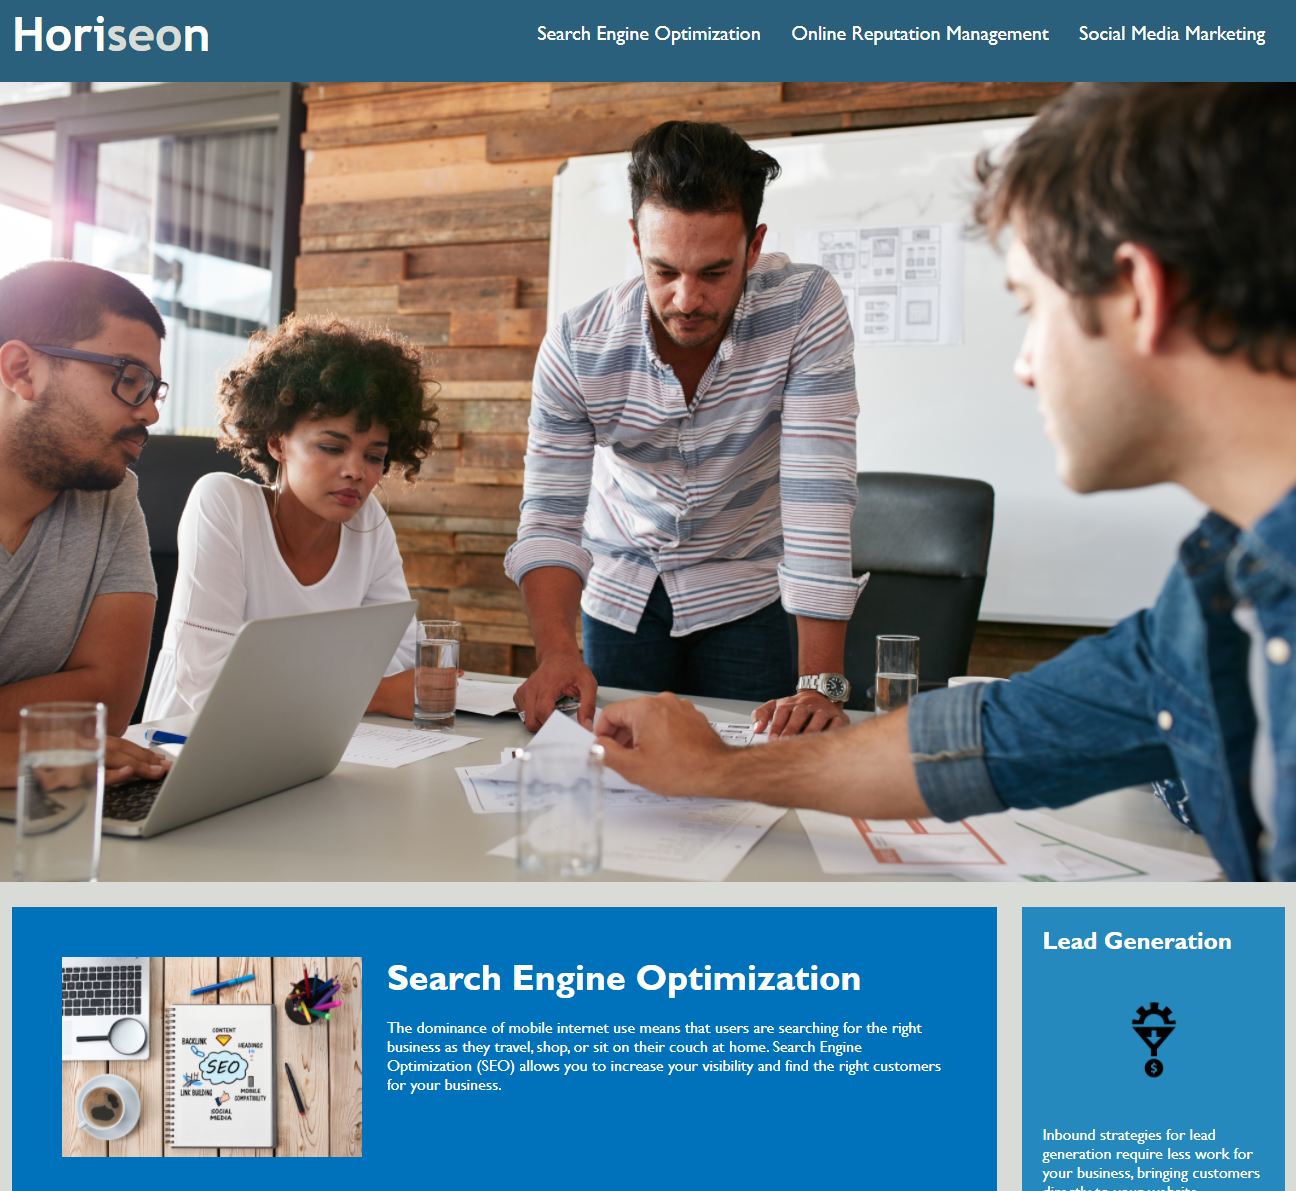 Horiseon
Search Engine Optimization
Online Reputation Management
Social Media Marketing
Search Engine Optimization
The dominance of mobile internet use means that users are searching for the right
business as they travel, shop, or sit on their couch at home. Search Engine
Optimization (SEO) allows you to increase your visibility and find the right customers
for your business.
CONTENT
BACKLINK
HEADINGS
SEO
LINK BUILDING
MOBILE
COMPATIBILITY
SOCIAL
MEDIA
Lead Generation
$
Inbound strategies for lead
generation require less work for
your business, bringing customers
directly to your website.